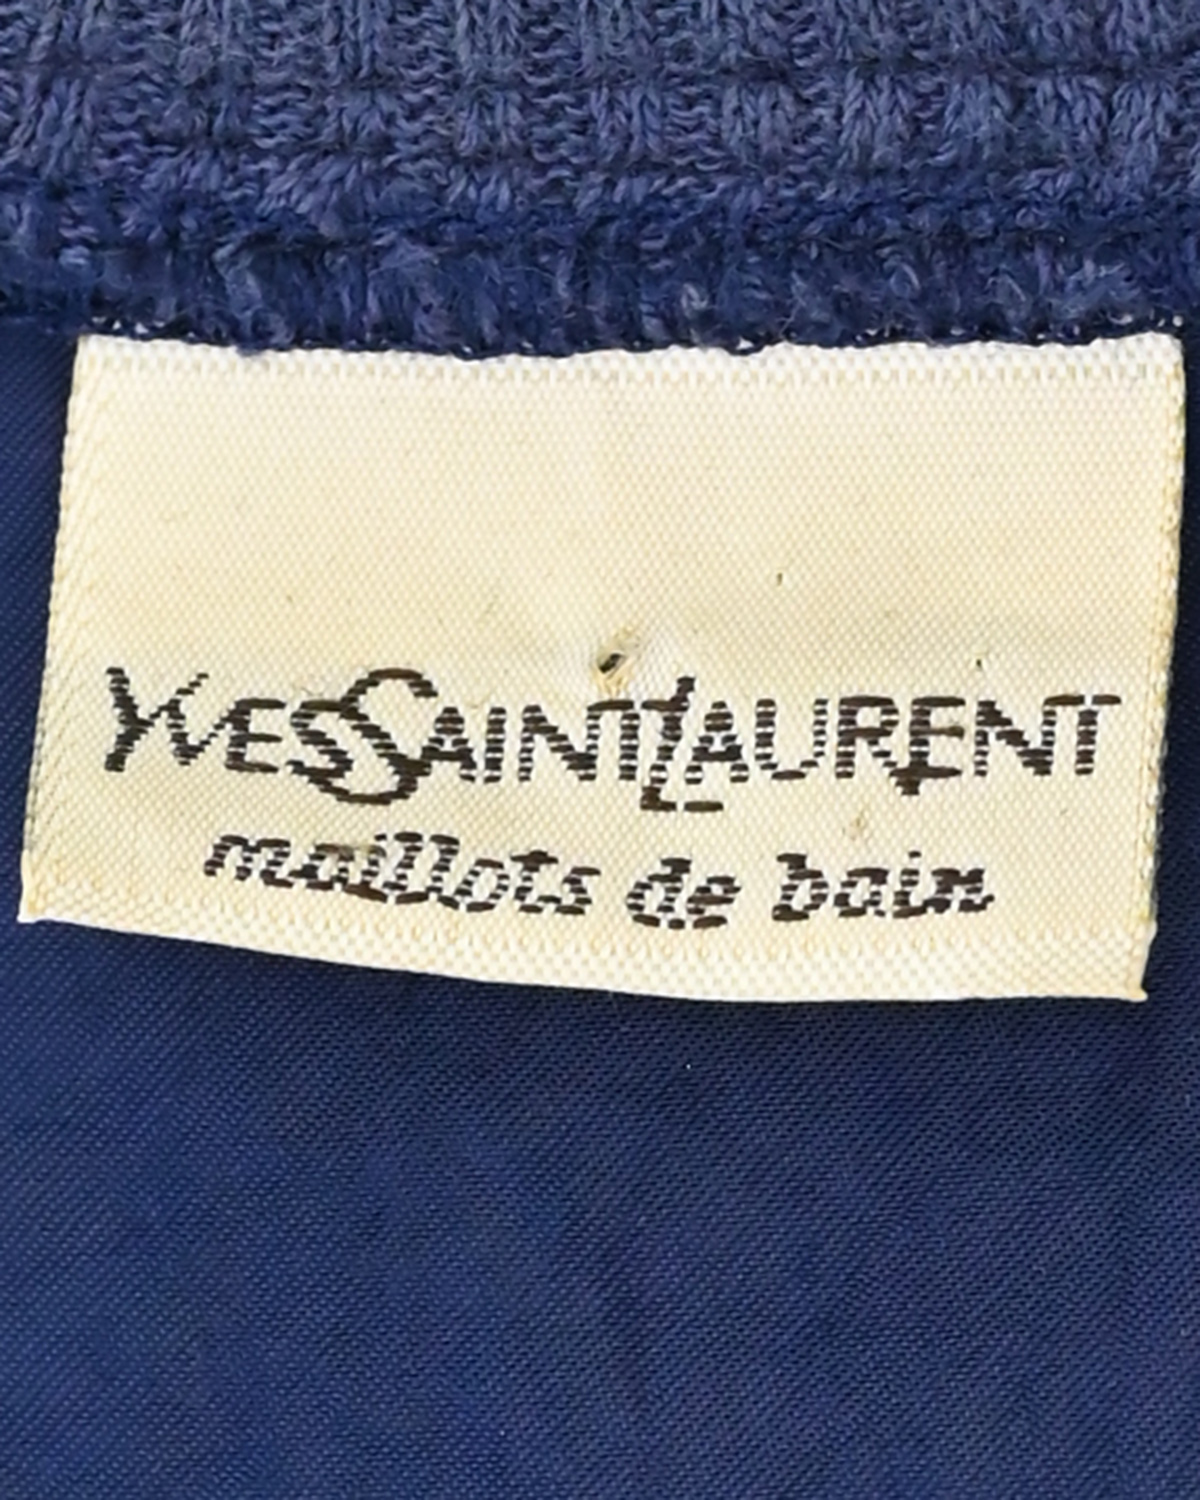 YVESSAINTLAURENT
maillots de bain